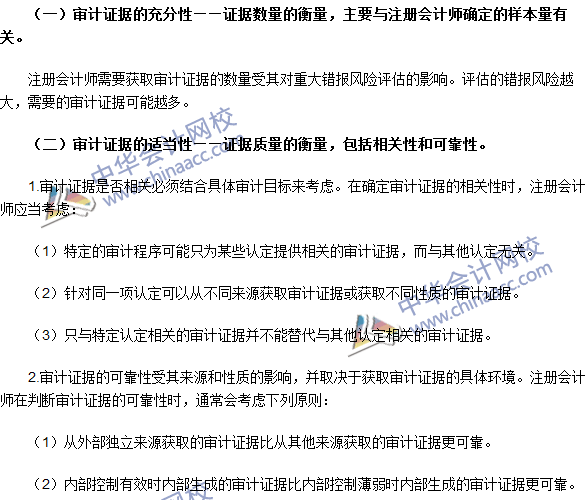 （一）审计证据的充分性——证据数量的衡量，主要与注册会计师确定的样本量有
关。
注册会计师需要获取审计证据的数量受其对重大错报风险评估的影响。评估的错报风险越
大，需要的审计证据可能越多。
（二）审计证据的适当性——证据质量的衡量，包括相关性和可靠性。
1.审计证据是否相关必须结合具体审计目标来考虑。在确定审计证据的相关性时，注册会计
师应当考虑：
（1）特定的审计程序可能只为某些认定提供相关的审计证据，而与其他认定无关。
（2）针对同一项认定可以从不同来源获取审计证据或获取不同性质的审计证据。
（3）只与特定认定相关的审计证据并不能替代与其他认定相关的审计证据。
2.审计证据的可靠性受其来源和性质的影响，并取决于获取审计证据的具体环境。注册会计
师在判断审计证据的可靠性时，通常会考虑下列原则：
（1）从外部独立来源获取的审计证据比从其他来源获取的审计证据更可靠。
（2）内部控制有效时内部生成的审计证据比内部控制薄弱时内部生成的审计证据更可靠。
中华会计网校
www.chinaacc.com
中华会计网校
www.chinaacc.com